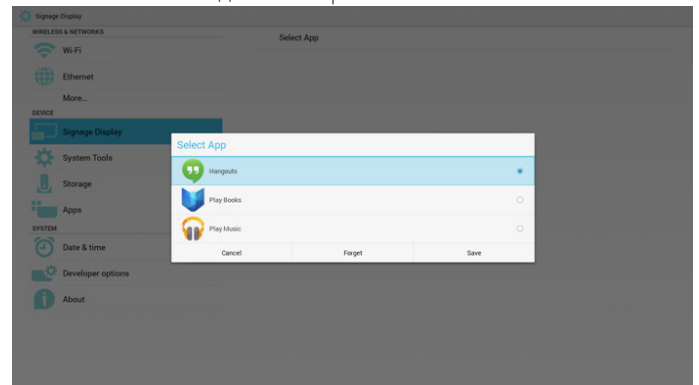 Signage Display
WIRELESS & NETWORKS
Select App
Wi-Fi
Ethernet
More...
DEVICE
Signage Display
System Tools
Storage
Apps
SYSTEM
Date & time
Developer options
About
Select App
Hangouts
Play Books
Play Music
Cancel Forget Save